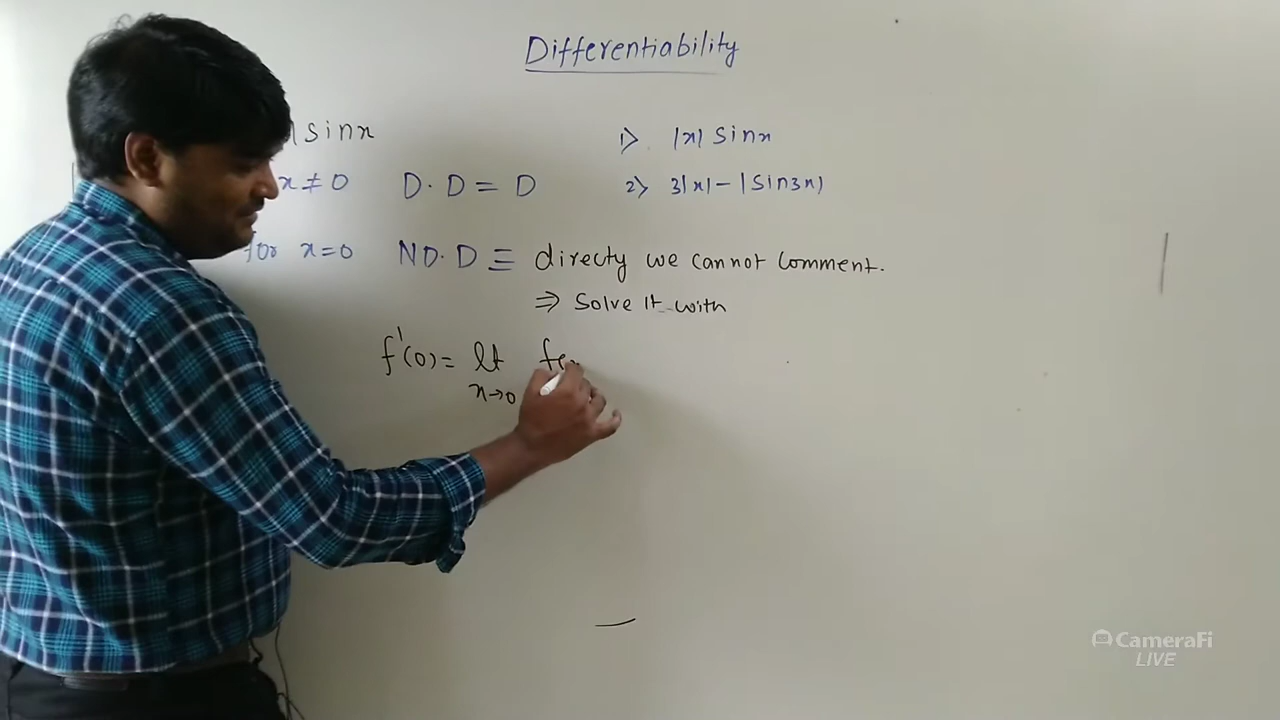 Differentiability
| sinx
1> |x| sinx
x ≠ 0 D · D = D
2> 3|x| - |sin3x|
for x=0 ND · D ≡ directy we cannot comment.
⇒ Solve it with
f'(0) = lt f(
x→0
CameraFi
LIVE